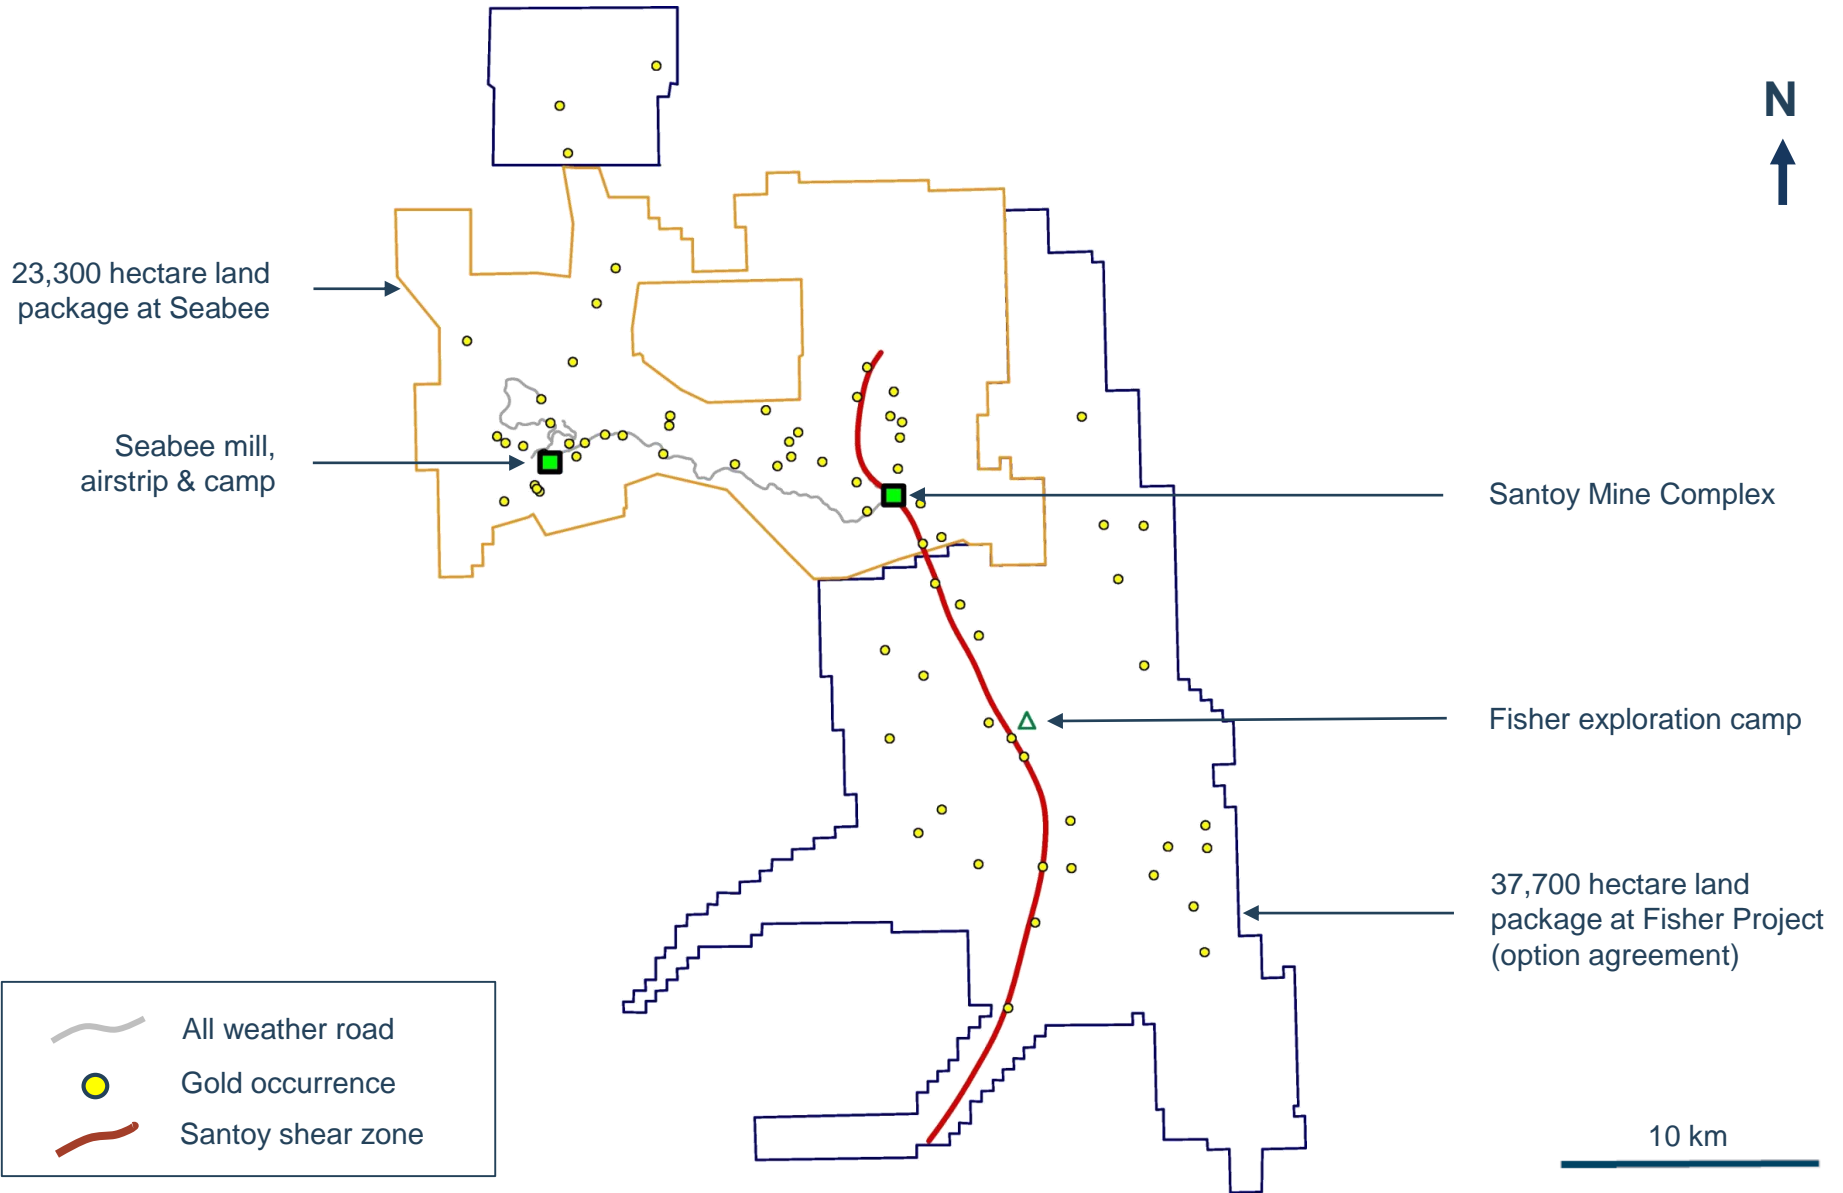 N
23,300 hectare land
package at Seabee
Seabee mill,
airstrip & camp
Santoy Mine Complex
Fisher exploration camp
37,700 hectare land
package at Fisher Project
(option agreement)
All weather road
Gold occurrence
Santoy shear zone
10 km